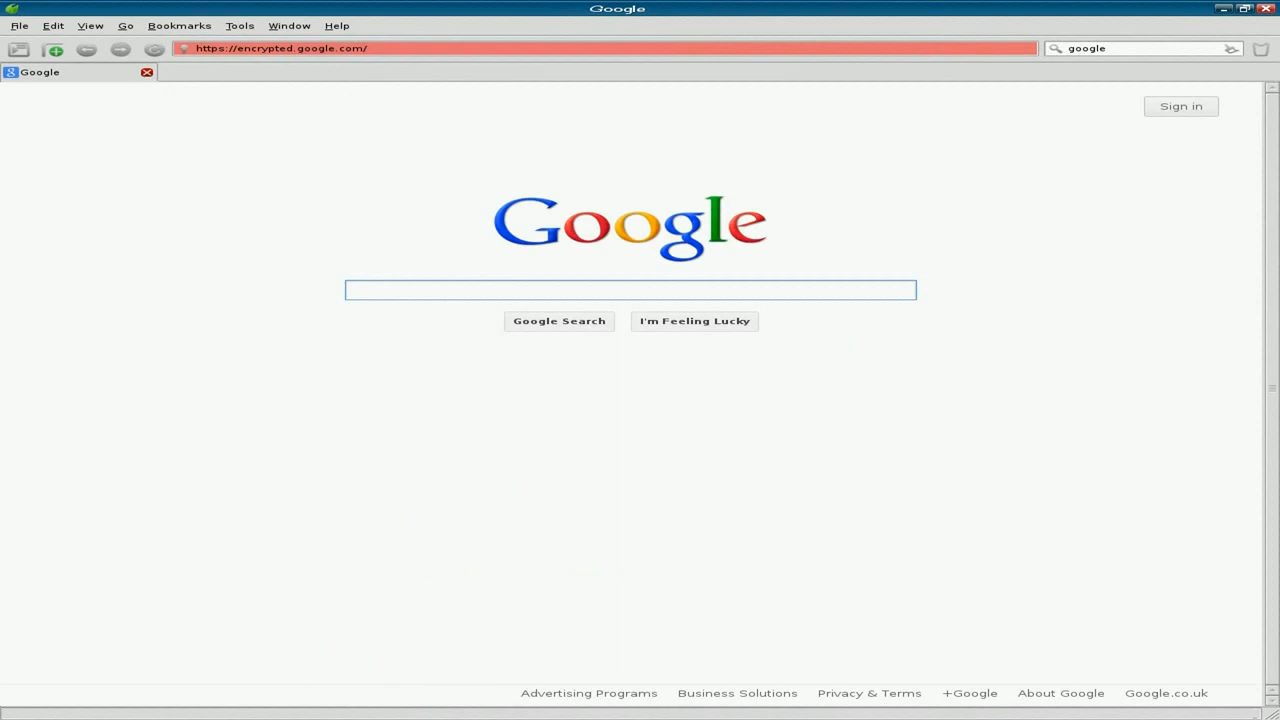 Google
File Edit View Go Bookmarks Tools Window Help
https://encrypted.google.com/ google
Google
Sign in
Google
Google Search I'm Feeling Lucky
Advertising Programs Business Solutions Privacy & Terms +Google About Google Google.co.uk